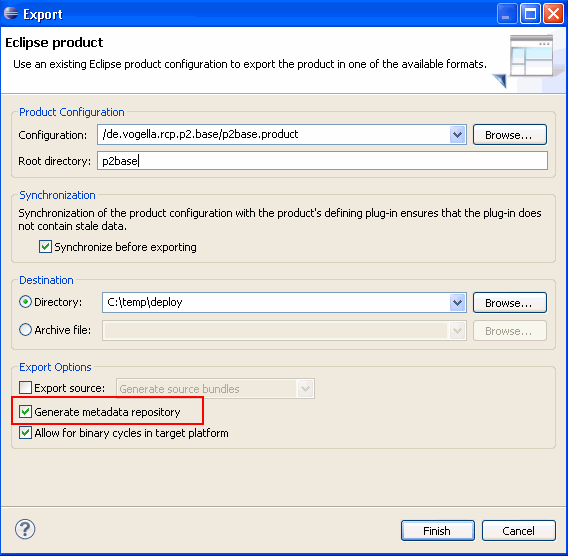 Export
Eclipse product
Use an existing Eclipse product configuration to export the product in one of the available formats.
Product Configuration
Configuration: /de.vogella.rcp.p2.base/p2base.product Browse...
Root directory: p2base
Synchronization
Synchronization of the product configuration with the product's defining plug-in ensures that the plug-in does
not contain stale data.
Synchronize before exporting
Destination
Directory: C:\temp\deploy Browse...
Archive file: Browse...
Export Options
Export source: Generate source bundles
Generate metadata repository
Allow for binary cycles in target platform
? Finish Cancel